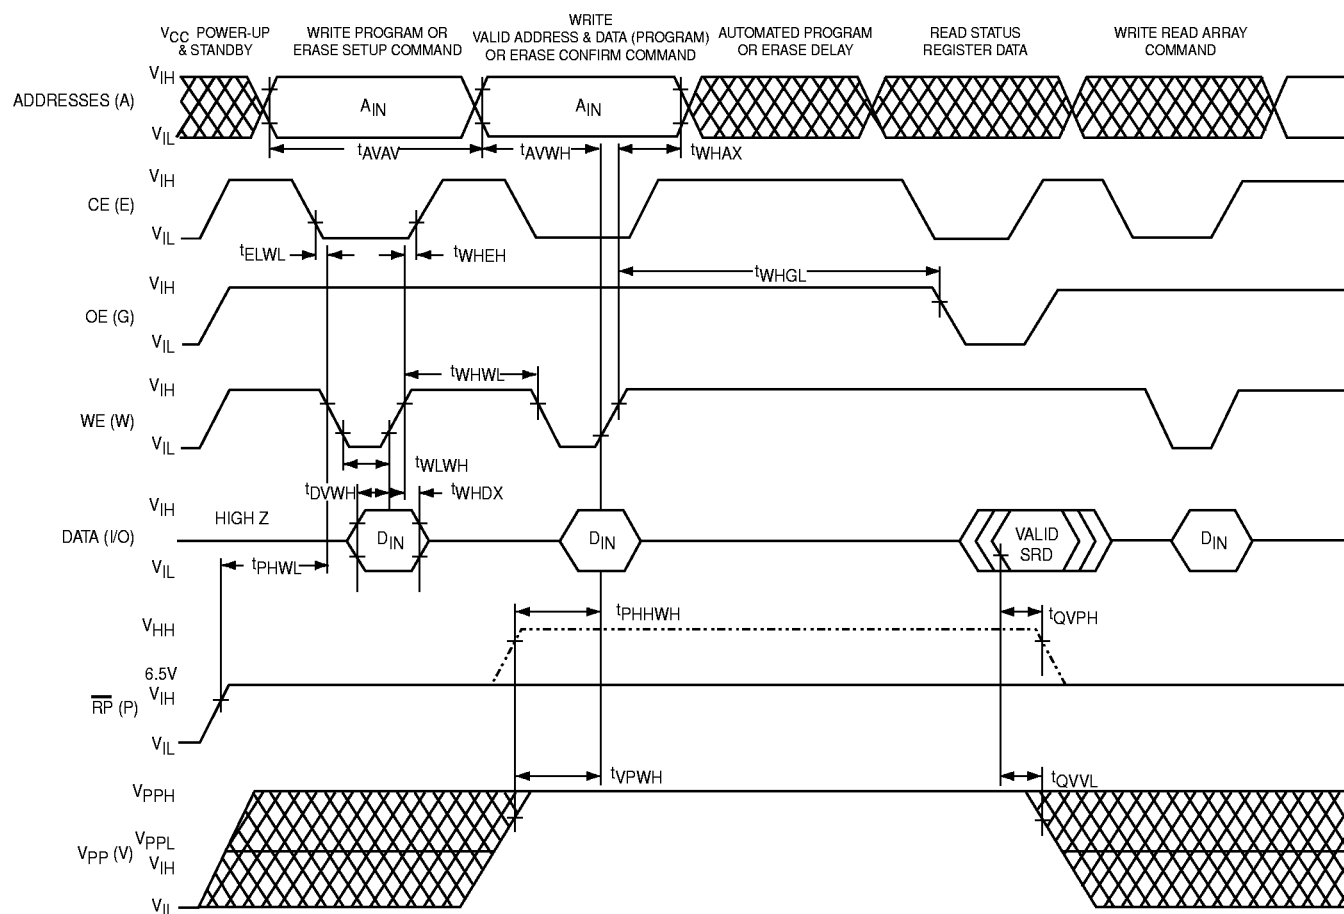 VCC POWER-UP
& STANDBY
WRITE PROGRAM OR
ERASE SETUP COMMAND
WRITE
VALID ADDRESS & DATA (PROGRAM)
OR ERASE CONFIRM COMMAND
AUTOMATED PROGRAM
OR ERASE DELAY
READ STATUS
REGISTER DATA
WRITE READ ARRAY
COMMAND
VIH
ADDRESSES (A)
AIN
AIN
VIL
tAVAV
tAVWH
tWHAX
VIH
CE (E)
VIL
tELWL
tWHEH
tWHGL
VIH
OE (G)
VIL
tWHWL
VIH
WE (W)
VIL
tWLWH
tDVWH
tWHDX
VIH
HIGH Z
DATA (I/O)
DIN
DIN
VALID
SRD
DIN
VIL
tPHWL
tPHHWH
tQVPH
VHH
6.5V
VIH
RP (P)
VIL
tVPWH
tQVVL
VPPH
VPPL
VPP (V)
VIH
VIL